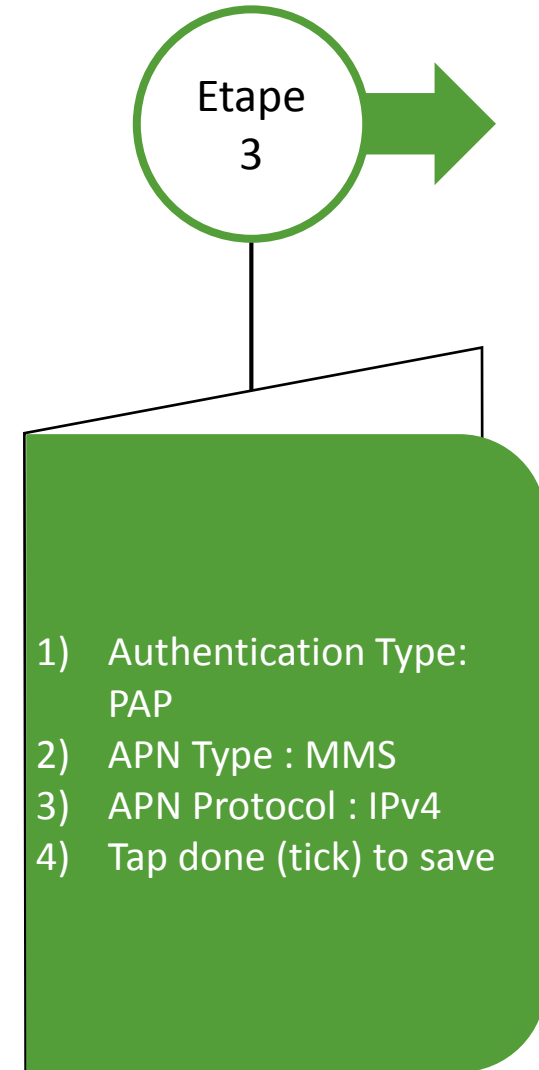 Etape
3
1) Authentication Type:
PAP
2) APN Type : MMS
3) APN Protocol : IPv4
4) Tap done (tick) to save